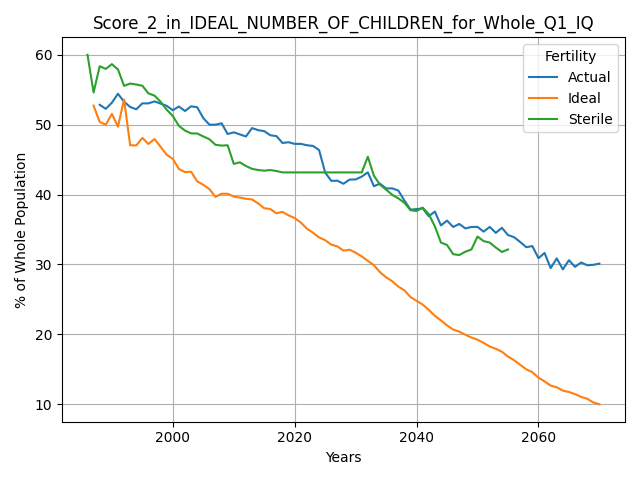 Score_2_in_IDEAL_NUMBER_OF_CHILDREN_for_Whole_Q1_IQ
Fertility
Actual
Ideal
Sterile
% of Whole Population
60
50
40
30
20
10
2000 2020 2040 2060
Years